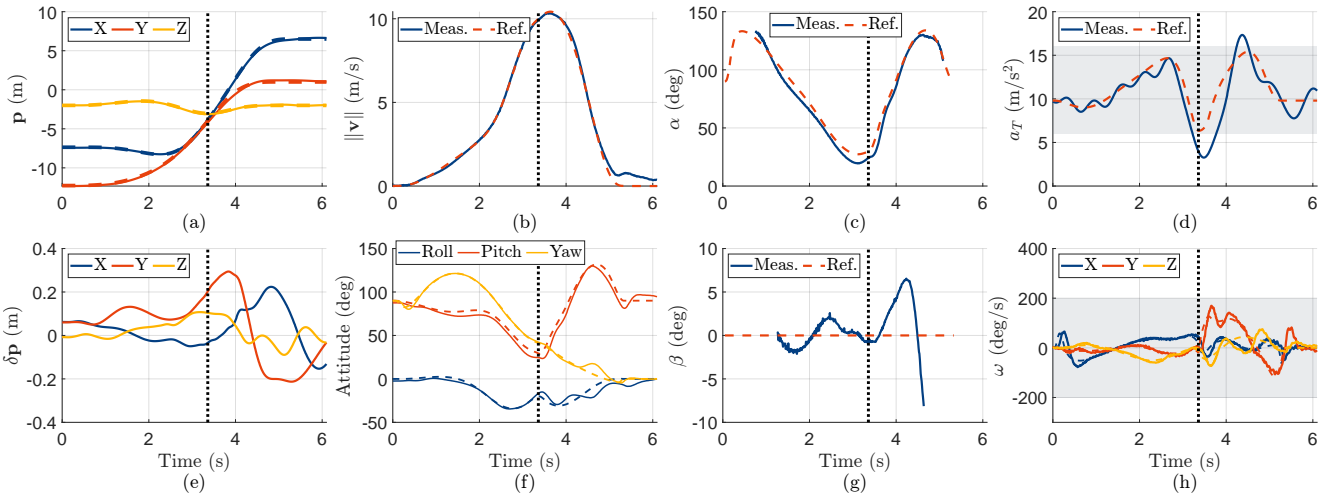 X Y Z
p (m)
10
5
0
-5
-10
0 2 4 6
(a)
Meas. Ref.
||v|| (m/s)
10
5
0
0 2 4 6
(b)
Meas. Ref.
α (deg)
150
100
50
0
0 2 4 6
(c)
Meas. Ref.
a_T (m/s²)
20
15
10
5
0
0 2 4 6
(d)
X Y Z
δp (m)
0.4
0.2
0
-0.2
-0.4
0 2 4 6
Time (s)
(e)
Roll Pitch Yaw
Attitude (deg)
150
100
50
0
-50
0 2 4 6
Time (s)
(f)
Meas. Ref.
β (deg)
10
5
0
-5
-10
0 2 4 6
Time (s)
(g)
X Y Z
ω (deg/s)
400
200
0
-200
-400
0 2 4 6
Time (s)
(h)